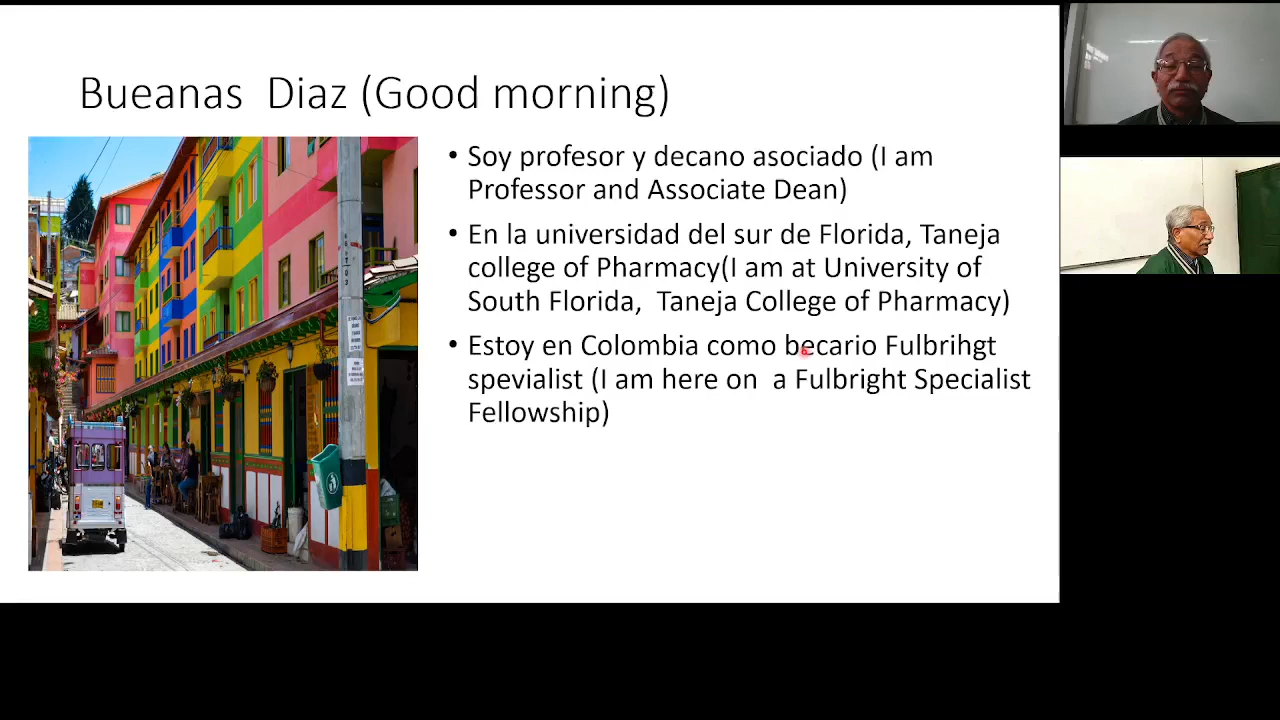 Bueanas Diaz (Good morning)
• Soy profesor y decano asociado (I am
Professor and Associate Dean)
• En la universidad del sur de Florida, Taneja
college of Pharmacy(I am at University of
South Florida, Taneja College of Pharmacy)
• Estoy en Colombia como becario Fulbrihgt
spevialist (I am here on a Fulbright Specialist
Fellowship)